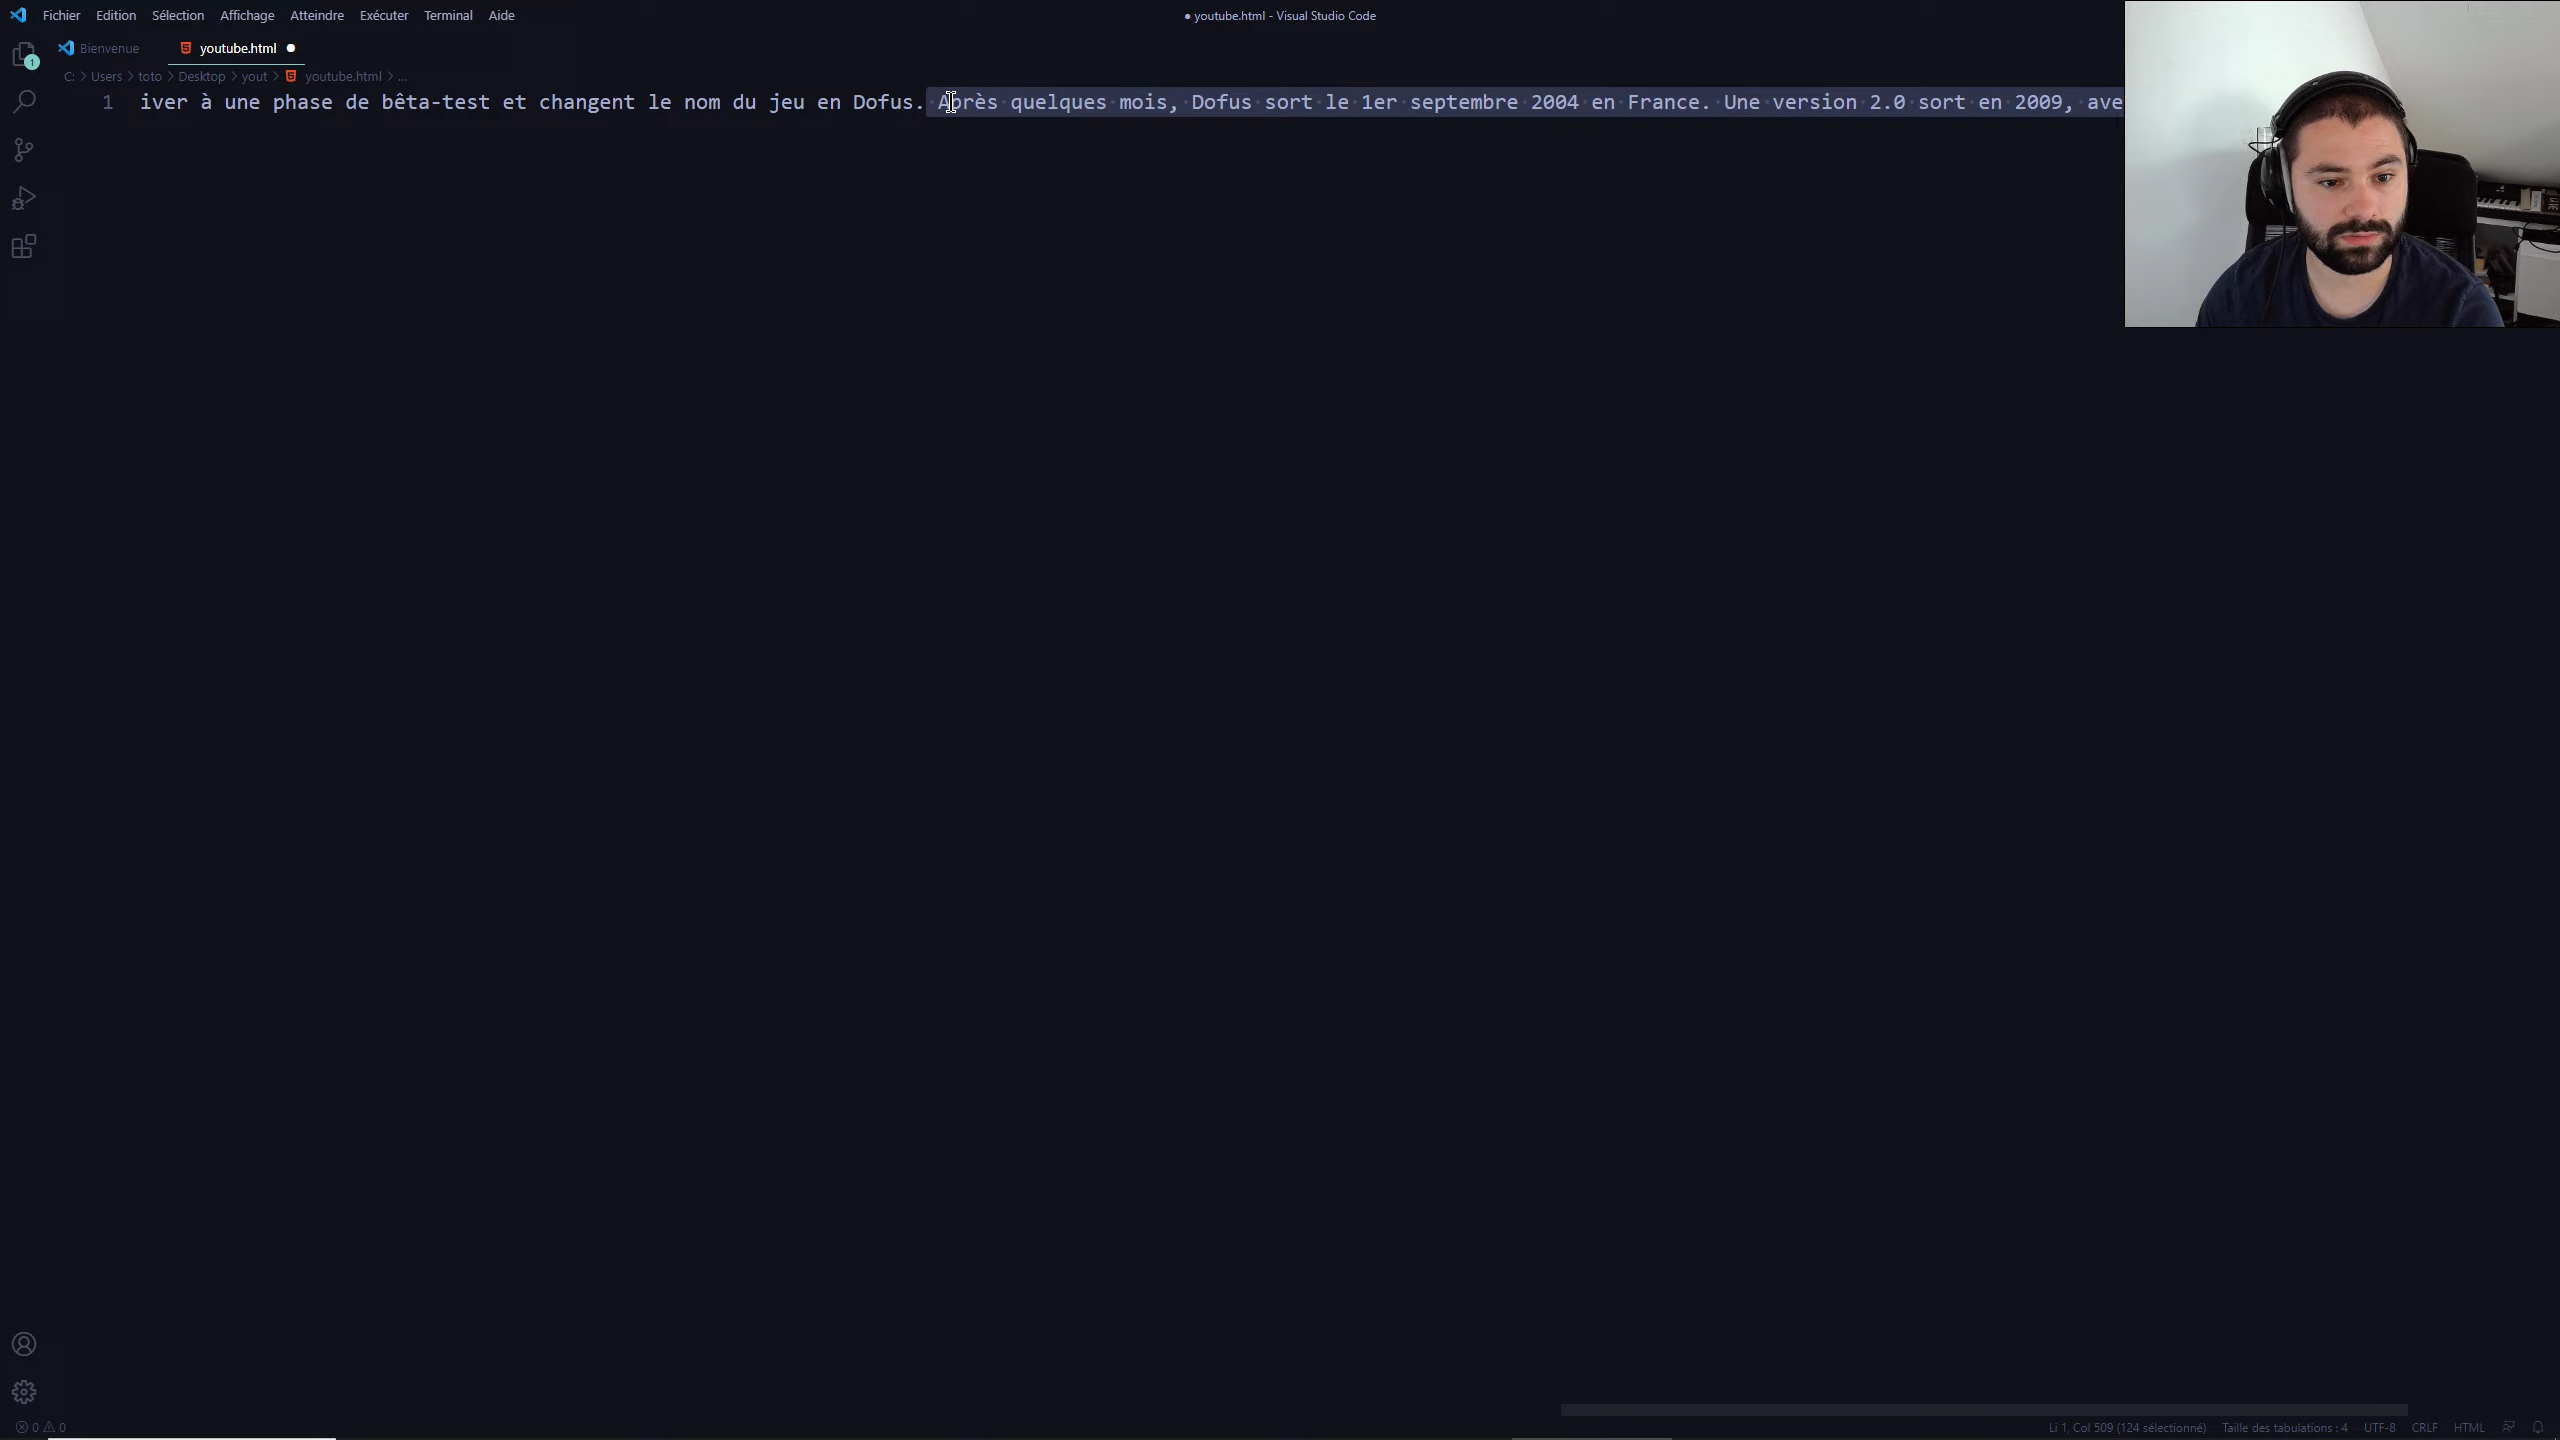 Fichier Edition Sélection Affichage Atteindre Exécuter Terminal Aide
● youtube.html - Visual Studio Code
Bienvenue youtube.html
C: > Users > toto > Desktop > yout > youtube.html > ...
1
1 iver à une phase de bêta-test et changent le nom du jeu en Dofus. Après quelques mois, Dofus sort le 1er septembre 2004 en France. Une version 2.0 sort en 2009, ave
0 0
Li 1, Col 509 (124 sélectionné) Taille des tabulations : 4 UTF-8 CRLF HTML